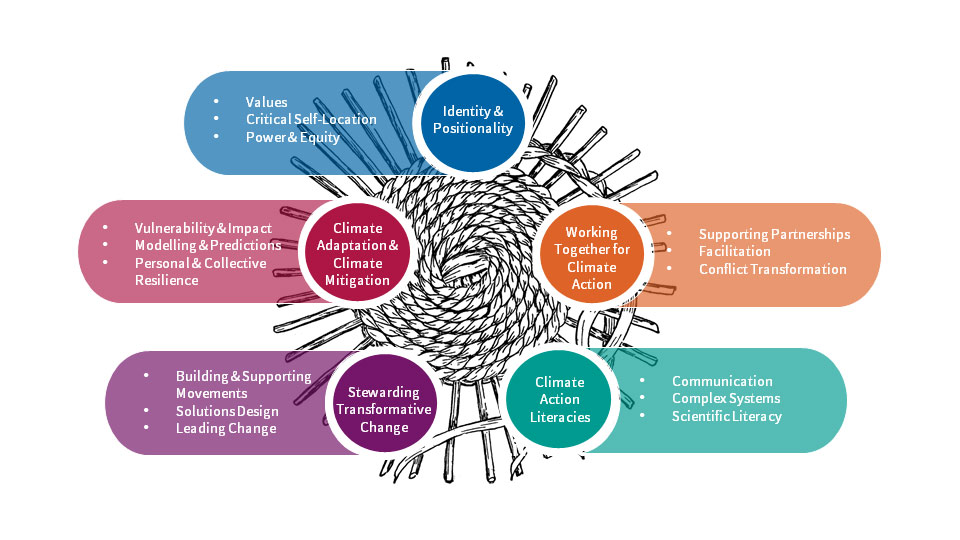 • Values
• Critical Self-Location
• Power & Equity
Identity &
Positionality
• Vulnerability & Impact
• Modelling & Predictions
• Personal & Collective
Resilience
Climate
Adaptation &
Climate
Mitigation
Working
Together for
Climate
Action
• Supporting Partnerships
• Facilitation
• Conflict Transformation
• Building & Supporting
Movements
• Solutions Design
• Leading Change
Stewarding
Transformative
Change
Climate
Action
Literacies
• Communication
• Complex Systems
• Scientific Literacy